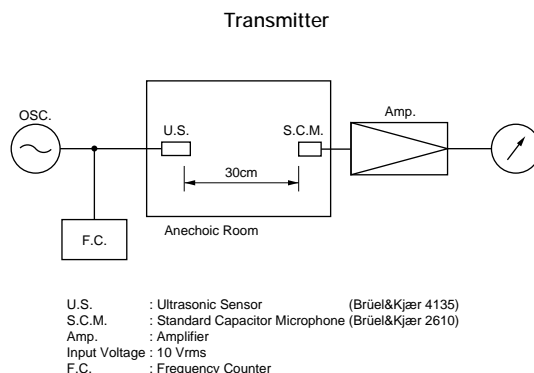 Transmitter
OSC.
U.S.
S.C.M.
Amp.
30cm
F.C.
Anechoic Room
U.S. : Ultrasonic Sensor (Brüel&Kjær 4135)
S.C.M. : Standard Capacitor Microphone (Brüel&Kjær 2610)
Amp. : Amplifier
Input Voltage : 10 Vrms
F.C. : Frequency Counter